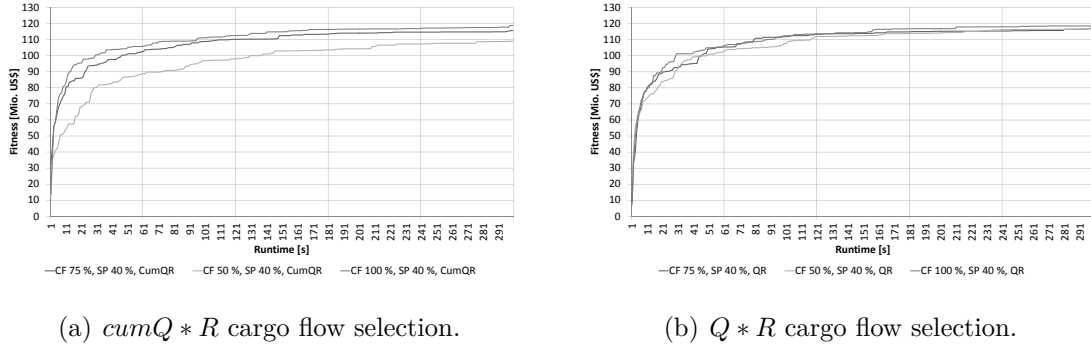 130
120
110
100
90
80
70
60
50
40
30
20
10
0
Fitness [Mio. US$]
1 11 21 31 41 51 61 71 81 91 101 111 121 131 141 151 161 171 181 191 201 211 221 231 241 251 261 271 281 291
Runtime [s]
CF 75 %, SP 40 %, CumQR CF 50 %, SP 40 %, CumQR CF 100 %, SP 40 %, CumQR
(a) cumQ ∗ R cargo flow selection.
130
120
110
100
90
80
70
60
50
40
30
20
10
0
Fitness [Mio. US$]
1 11 21 31 41 51 61 71 81 91 101 111 121 131 141 151 161 171 181 191 201 211 221 231 241 251 261 271 281 291
Runtime [s]
CF 75 %, SP 40 %, QR CF 50 %, SP 40 %, QR CF 100 %, SP 40 %, QR
(b) Q ∗ R cargo flow selection.